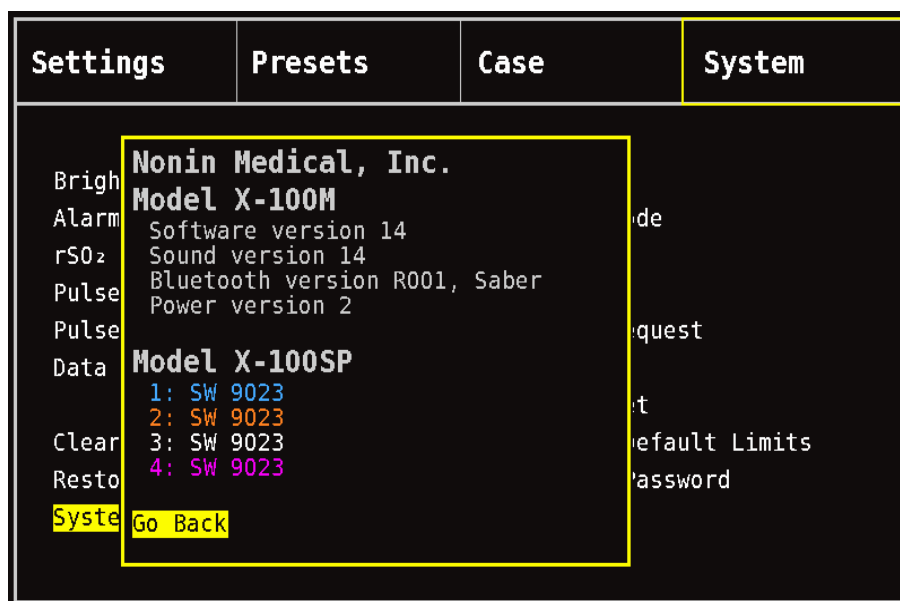 Settings Presets Case System
Nonin Medical, Inc.
Model X-100M
Software version 14
Sound version 14
Bluetooth version R001, Saber
Power version 2
Model X-100SP
1: SW 9023
2: SW 9023
3: SW 9023
4: SW 9023
Go Back
Brigh
Alarm
rSO₂
Pulse
Pulse
Data
Clear
Resto
Syste
de
quest
t
efault Limits
assword